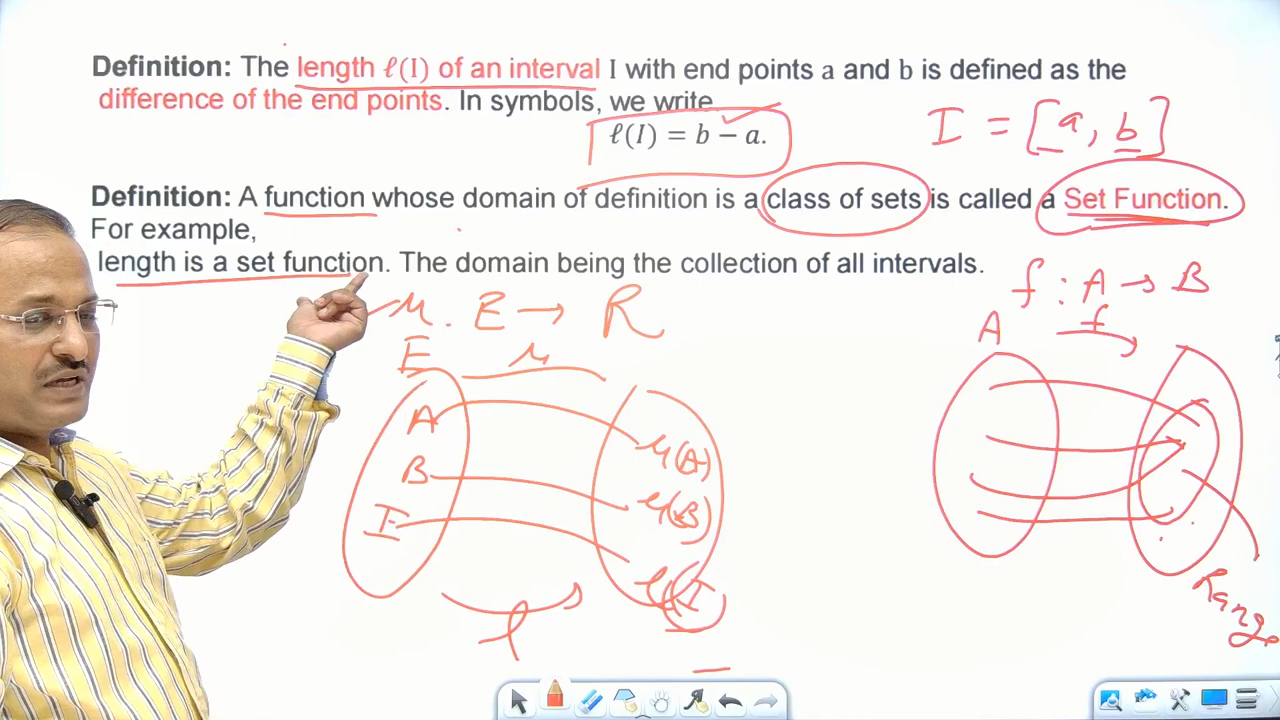 Definition: The length ℓ(I) of an interval I with end points a and b is defined as the
difference of the end points. In symbols, we write
ℓ(I) = b − a.
I = [a, b]
Definition: A function whose domain of definition is a class of sets is called a Set Function.
For example,
length is a set function. The domain being the collection of all intervals.
f : A → B
μ. E → R
A f
E μ
A μ(A)
B μ(B)
I (I)
ℓ
Range